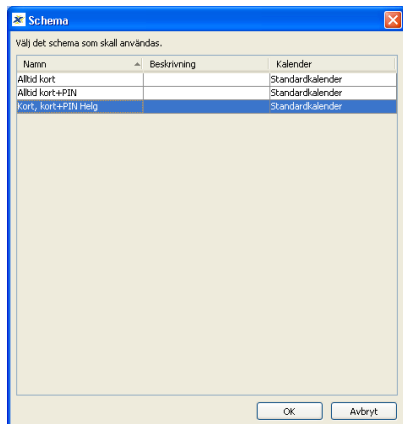 Schema
Välj det schema som skall användas.
Namn Beskrivning Kalender
Alltid kort Standardkalender
Alltid kort+PIN Standardkalender
Kort, kort+PIN Helg Standardkalender
OK Avbryt